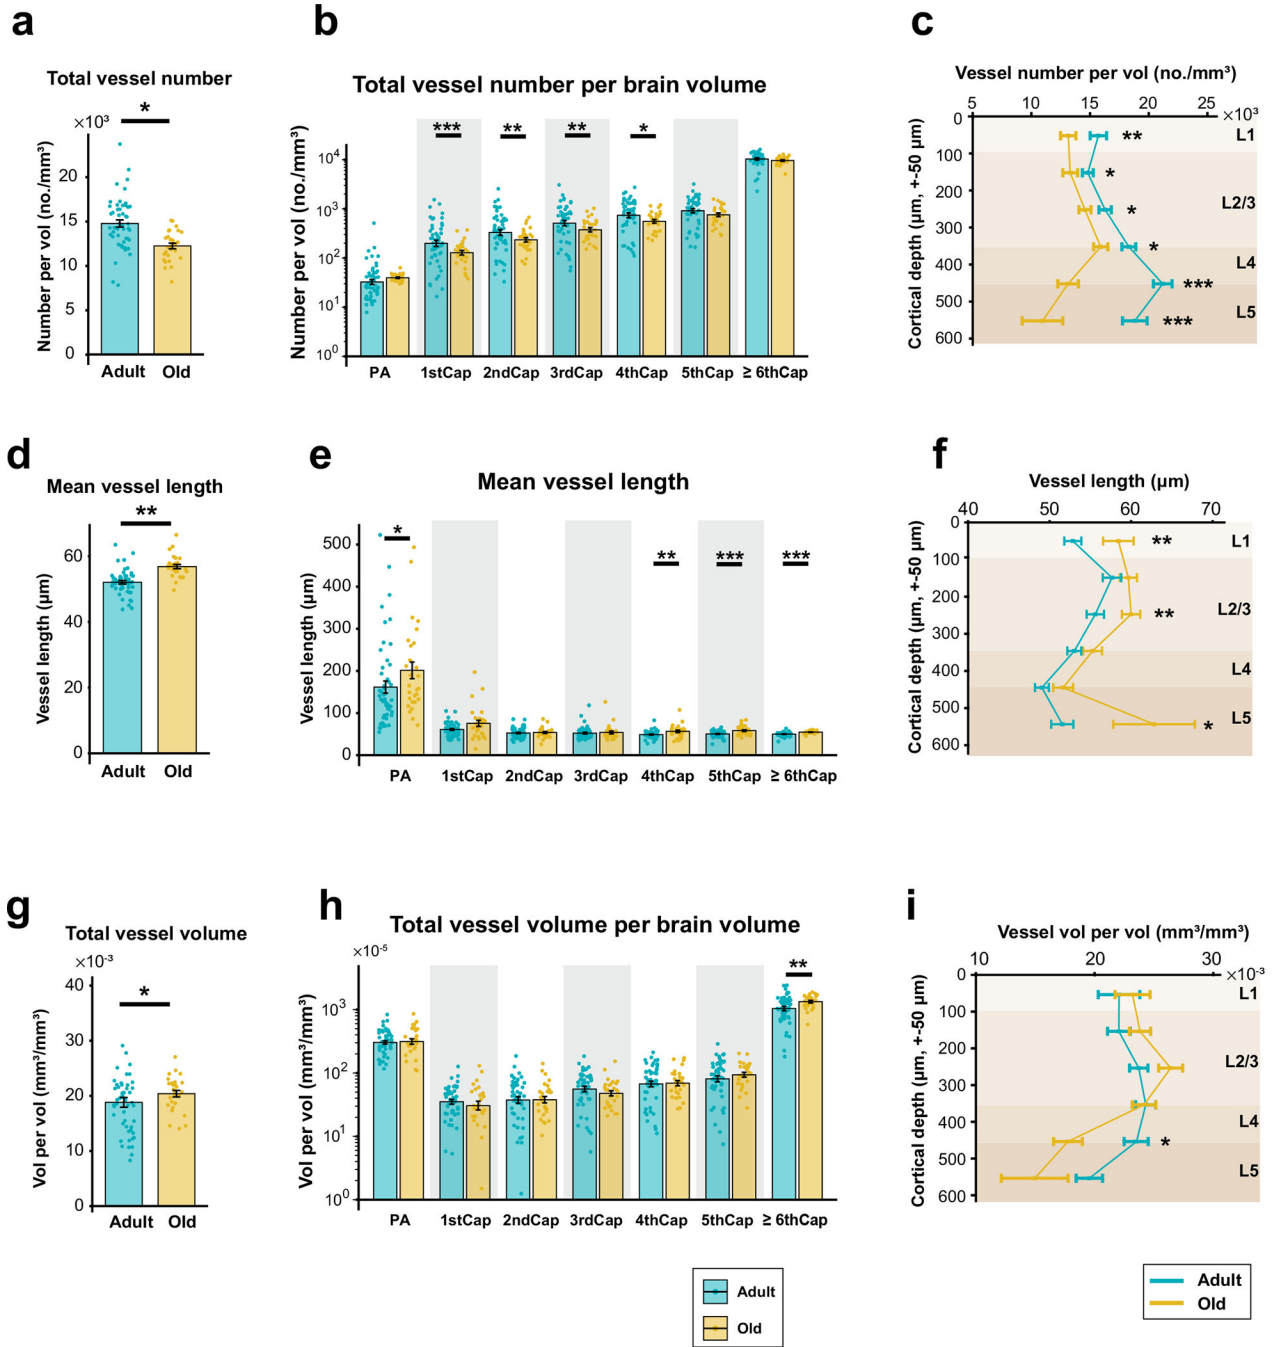 a
Total vessel number
×10³
*
Number per vol (no./mm³)
20
15
10
5
0
Adult Old
b
Total vessel number per brain volume
*** ** ** *
Number per vol (no./mm³)
10⁴
10³
10²
10¹
10⁰
PA 1stCap 2ndCap 3rdCap 4thCap 5thCap ≥ 6thCap
c
Vessel number per vol (no./mm³)
5 10 15 20 25
×10³
Cortical depth (µm, +-50 µm)
0
100
200
300
400
500
600
** L1
*
* L2/3
*
L4
***
*** L5
d
Mean vessel length
**
Vessel length (µm)
60
40
20
0
Adult Old
e
Mean vessel length
* ** *** ***
Vessel length (µm)
500
400
300
200
100
0
PA 1stCap 2ndCap 3rdCap 4thCap 5thCap ≥ 6thCap
f
Vessel length (µm)
40 50 60 70
Cortical depth (µm, +-50 µm)
0
100
200
300
400
500
600
** L1
** L2/3
L4
* L5
g
Total vessel volume
×10⁻³
*
Vol per vol (mm³/mm³)
40
30
20
10
0
Adult Old
h
Total vessel volume per brain volume
×10⁻⁵
**
Vol per vol (mm³/mm³)
10³
10²
10¹
10⁰
PA 1stCap 2ndCap 3rdCap 4thCap 5thCap ≥ 6thCap
i
Vessel vol per vol (mm³/mm³)
10 20 30
×10⁻³
Cortical depth (µm, +-50 µm)
0
100
200
300
400
500
600
L1
L2/3
L4
*
L5
Adult
Old
Adult
Old